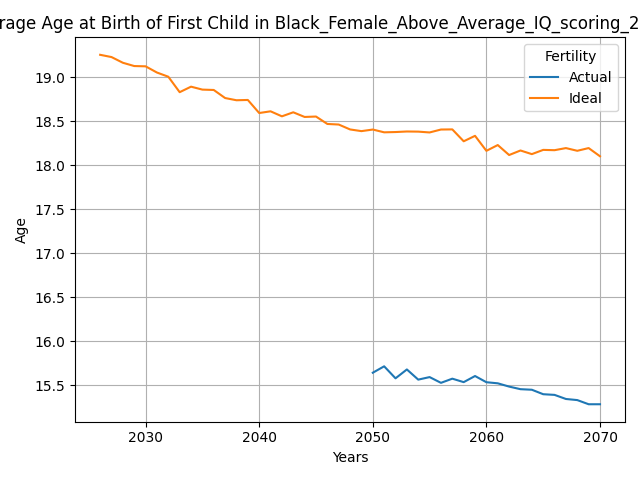 rage Age at Birth of First Child in Black_Female_Above_Average_IQ_scoring_2
Fertility
Actual
Ideal
19.0
18.5
18.0
17.5
17.0
16.5
16.0
15.5
Age
2030 2040 2050 2060 2070
Years